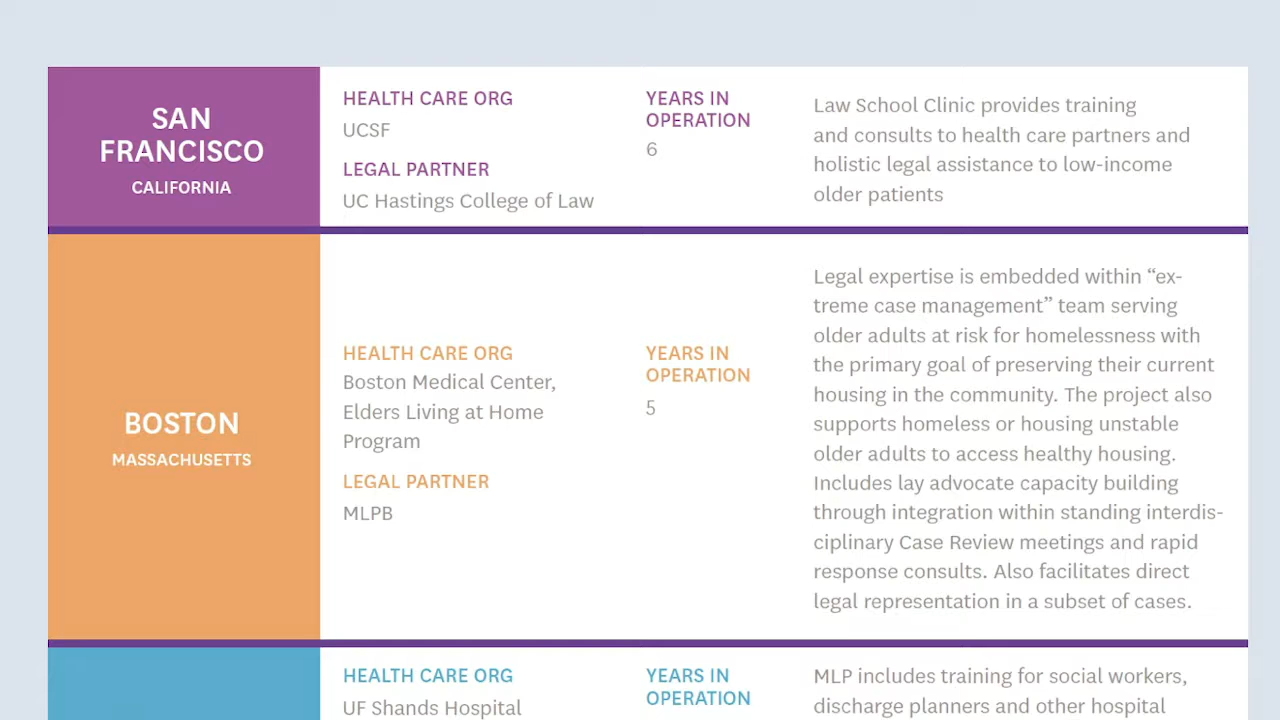 SAN
FRANCISCO
CALIFORNIA
HEALTH CARE ORG
UCSF
LEGAL PARTNER
UC Hastings College of Law
YEARS IN
OPERATION
6
Law School Clinic provides training
and consults to health care partners and
holistic legal assistance to low-income
older patients
BOSTON
MASSACHUSETTS
HEALTH CARE ORG
Boston Medical Center,
Elders Living at Home
Program
LEGAL PARTNER
MLPB
YEARS IN
OPERATION
5
Legal expertise is embedded within “ex-
treme case management” team serving
older adults at risk for homelessness with
the primary goal of preserving their current
housing in the community. The project also
supports homeless or housing unstable
older adults to access healthy housing.
Includes lay advocate capacity building
through integration within standing interdis-
ciplinary Case Review meetings and rapid
response consults. Also facilitates direct
legal representation in a subset of cases.
HEALTH CARE ORG
UF Shands Hospital
YEARS IN
OPERATION
MLP includes training for social workers,
discharge planners and other hospital